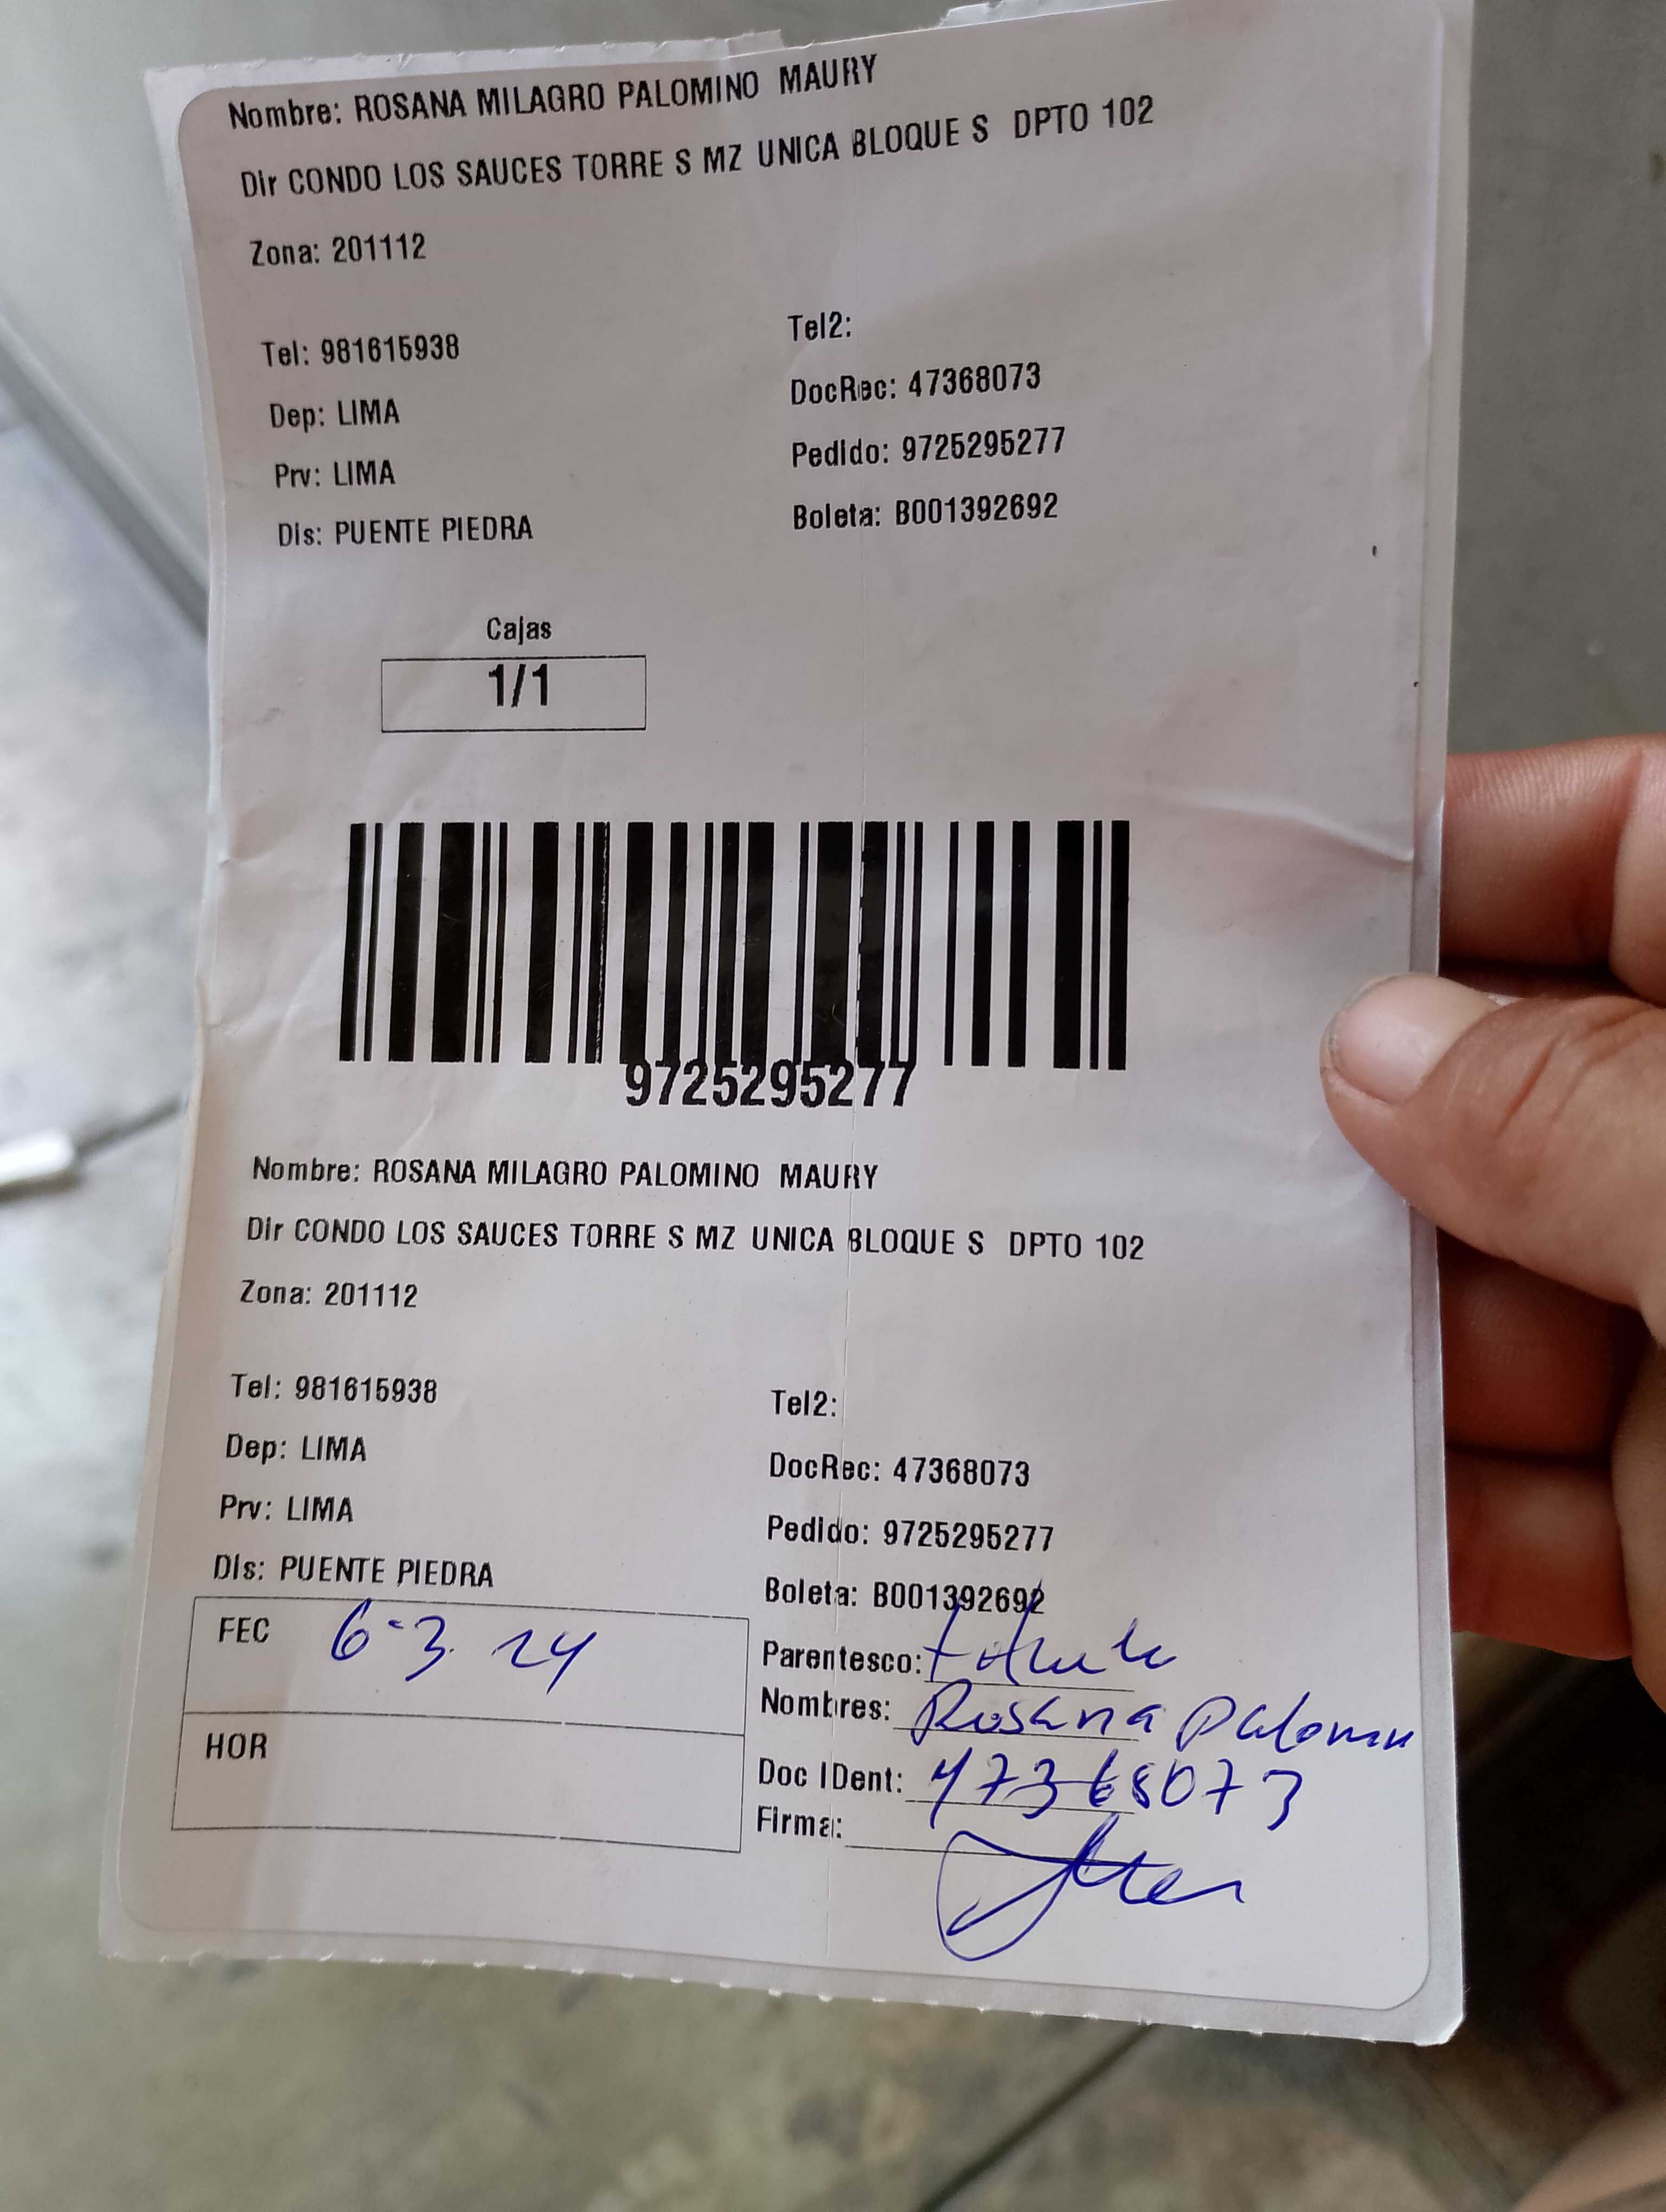 Nombre: ROSANA MILAGRO PALOMINO MAURY
Dir CONDO LOS SAUCES TORRE S MZ UNICA BLOQUE S DPTO 102
Zona: 201112
Tel: 981615938
Tel2:
Dep: LIMA
DocRec: 47368073
Prv: LIMA
Pedido: 9725295277
Dis: PUENTE PIEDRA
Boleta: B001392692
Cajas
1/1
9725295277
Nombre: ROSANA MILAGRO PALOMINO MAURY
Dir CONDO LOS SAUCES TORRE S MZ UNICA BLOQUE S DPTO 102
Zona: 201112
Tel: 981615938
Tel2:
Dep: LIMA
DocRec: 47368073
Prv: LIMA
Pedido: 9725295277
Dis: PUENTE PIEDRA
Boleta: B001392692
FEC 6-3. 24
Parentesco:
Nombres: Rosana Palomin
HOR
Doc IDent: 47368073
Firma: